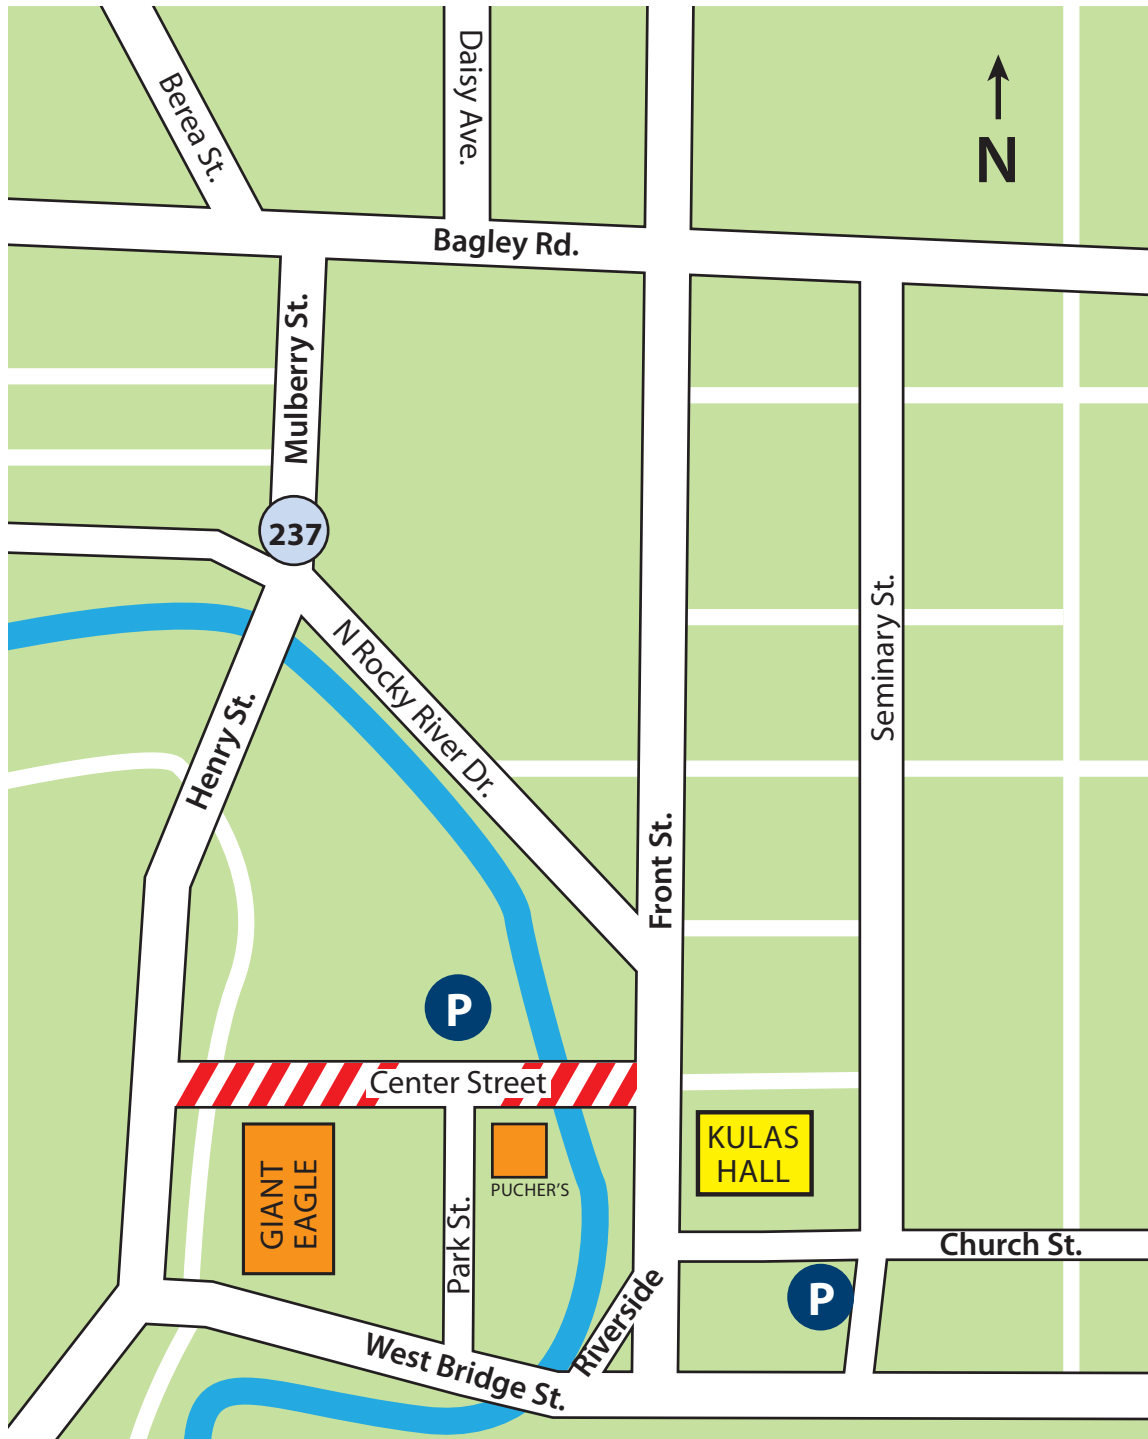 Berea St.
Daisy Ave.
N
Bagley Rd.
Mulberry St.
237
N Rocky River Dr.
Seminary St.
Henry St.
Front St.
P
Center Street
KULAS
HALL
GIANT
EAGLE
PUCHER'S
Park St.
Church St.
Riverside
P
West Bridge St.